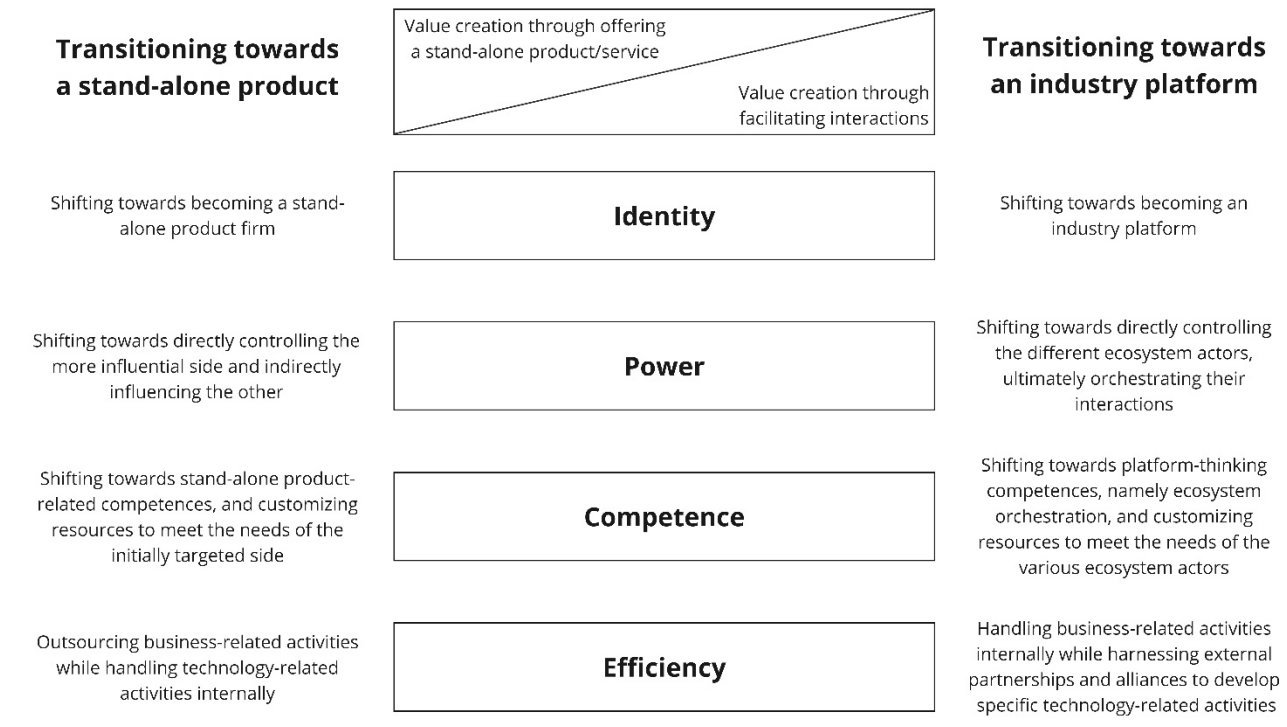 Transitioning towards
a stand-alone product
Value creation through offering
a stand-alone product/service
Value creation through
facilitating interactions
Transitioning towards
an industry platform
Shifting towards becoming a stand-
alone product firm
Identity
Shifting towards becoming an
industry platform
Shifting towards directly controlling the
more influential side and indirectly
influencing the other
Power
Shifting towards directly controlling
the different ecosystem actors,
ultimately orchestrating their
interactions
Shifting towards stand-alone product-
related competences, and customizing
resources to meet the needs of the
initially targeted side
Competence
Shifting towards platform-thinking
competences, namely ecosystem
orchestration, and customizing
resources to meet the needs of the
various ecosystem actors
Outsourcing business-related activities
while handling technology-related
activities internally
Efficiency
Handling business-related activities
internally while harnessing external
partnerships and alliances to develop
specific technology-related activities